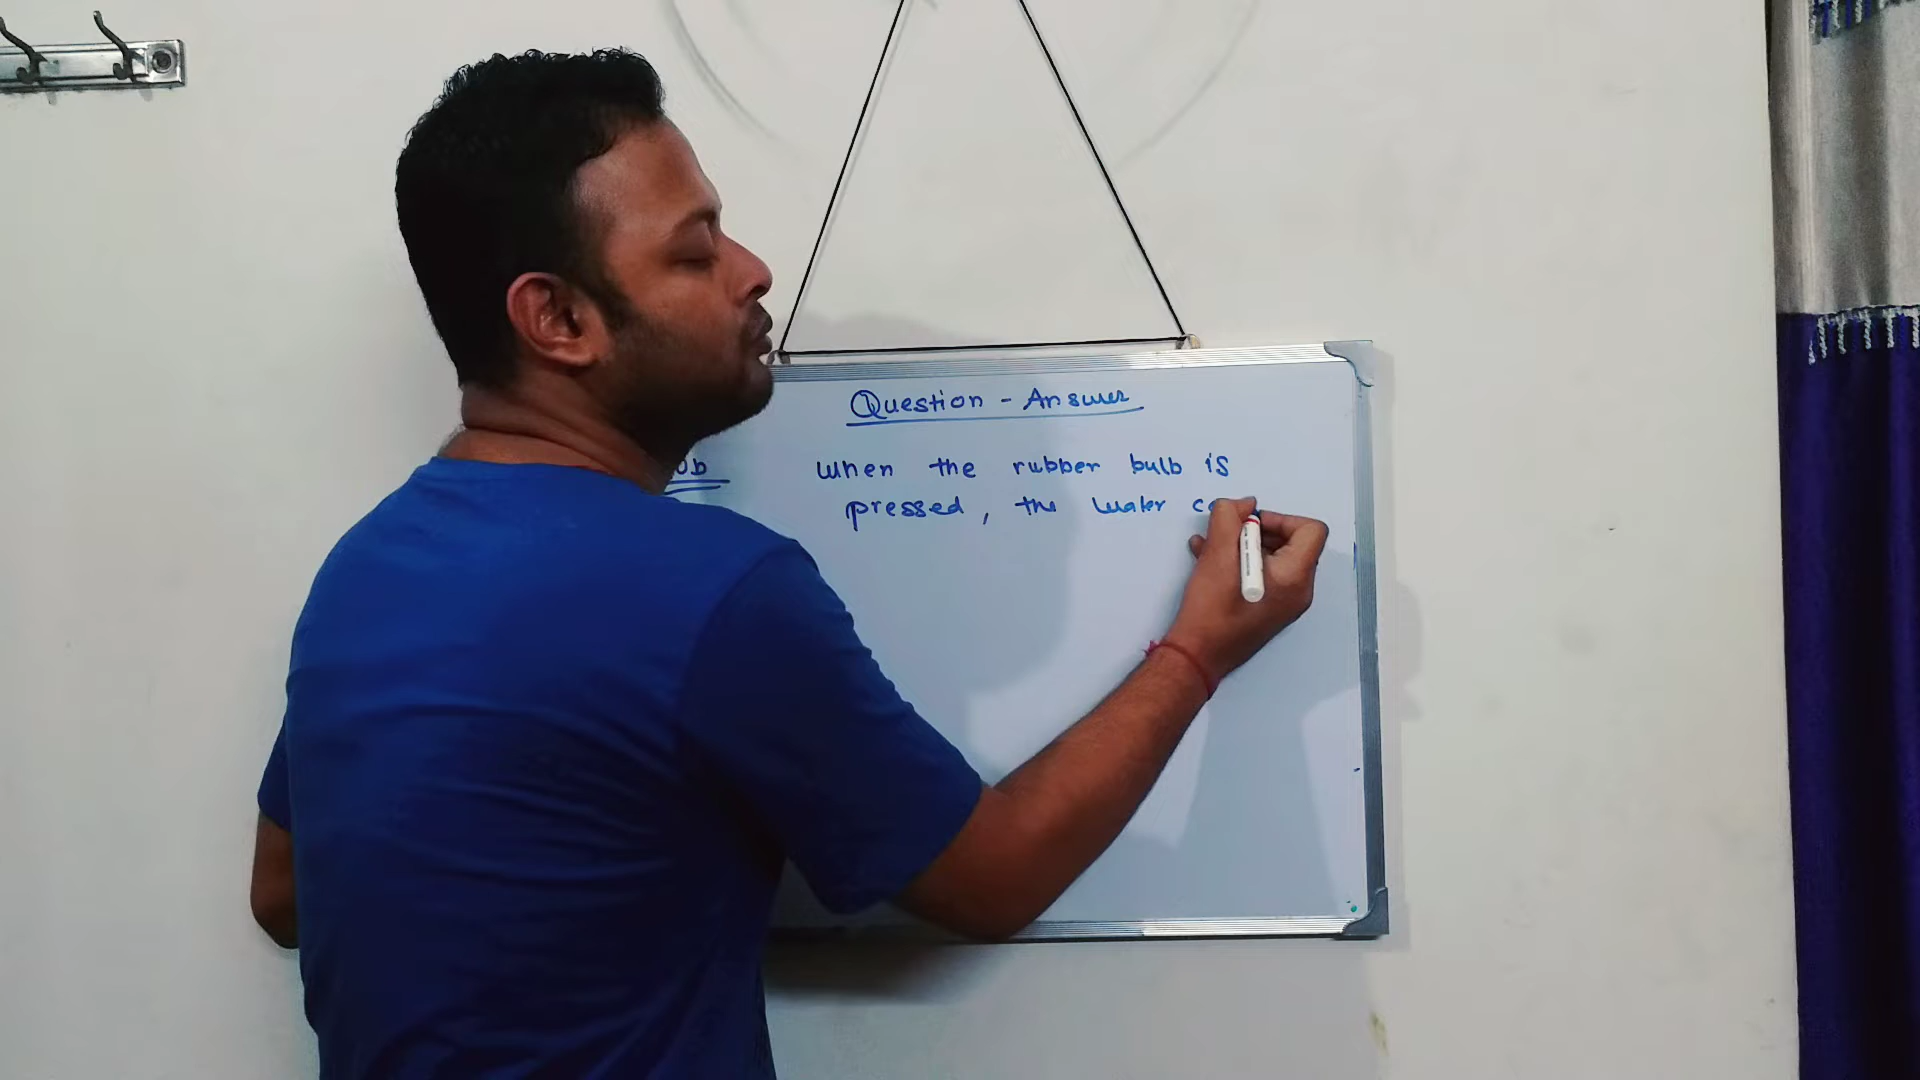 Question - Answer
When the rubber bulb is
pressed, the water